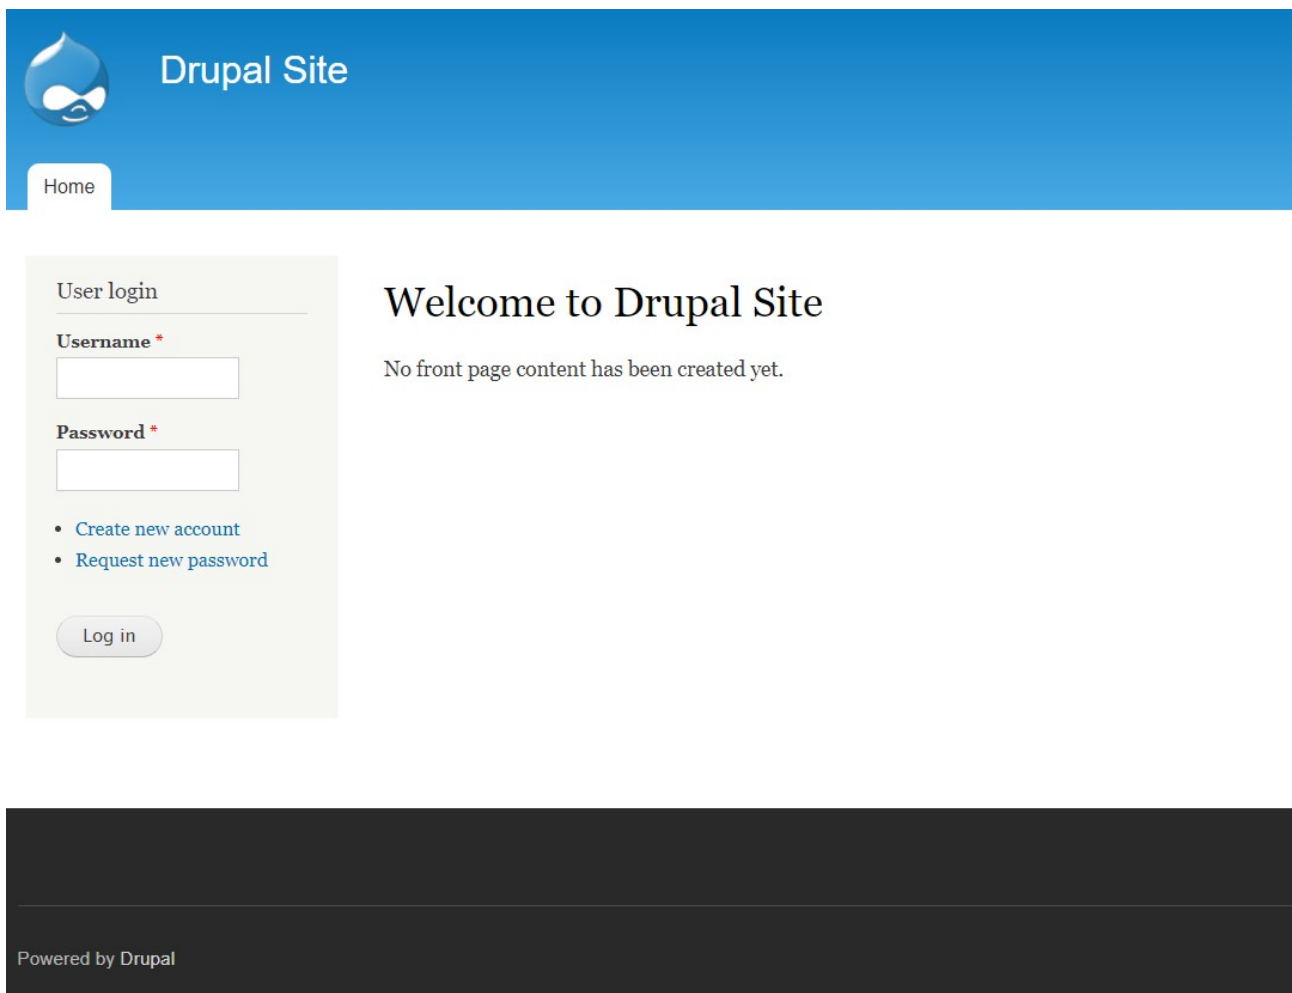 Drupal Site
Home
User login
Username *
Password *
Create new account
Request new password
Log in
Welcome to Drupal Site
No front page content has been created yet.
Powered by Drupal